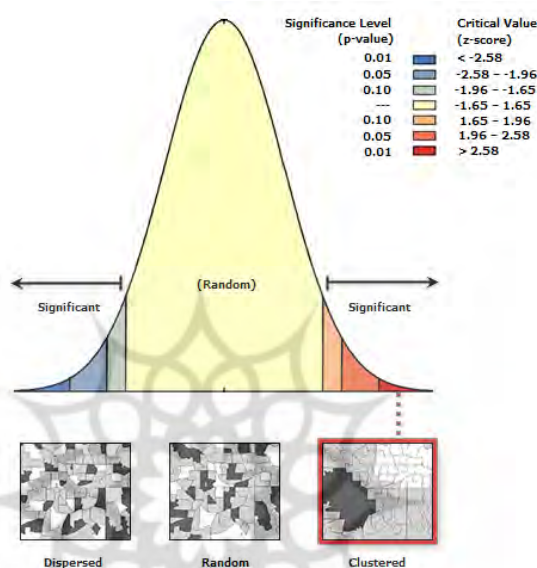 Significance Level Critical Value
(p-value) (z-score)
0.01 < -2.58
0.05 -2.58 – -1.96
0.10 -1.96 – -1.65
--- -1.65 – 1.65
0.10 1.65 – 1.96
0.05 1.96 – 2.58
0.01 > 2.58
(Random)
Significant Significant
Dispersed Random Clustered